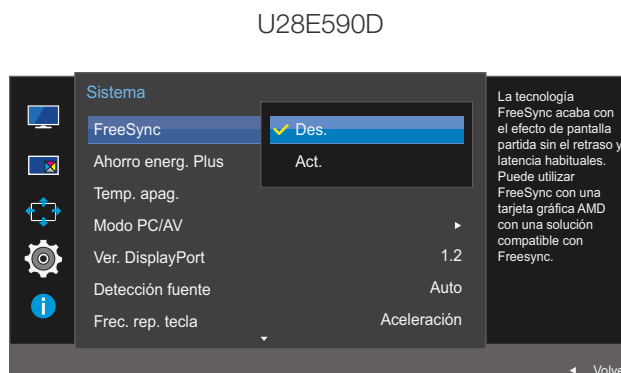 U28E590D
Sistema
FreeSync
Des.
Ahorro energ. Plus
Act.
Temp. apag.
Modo PC/AV
Ver. DisplayPort 1.2
Detección fuente Auto
Frec. rep. tecla Aceleración
La tecnología
FreeSync acaba con
el efecto de pantalla
partida sin el retraso y
latencia habituales.
Puede utilizar
FreeSync con una
tarjeta gráfica AMD
con una solución
compatible con
Freesync.